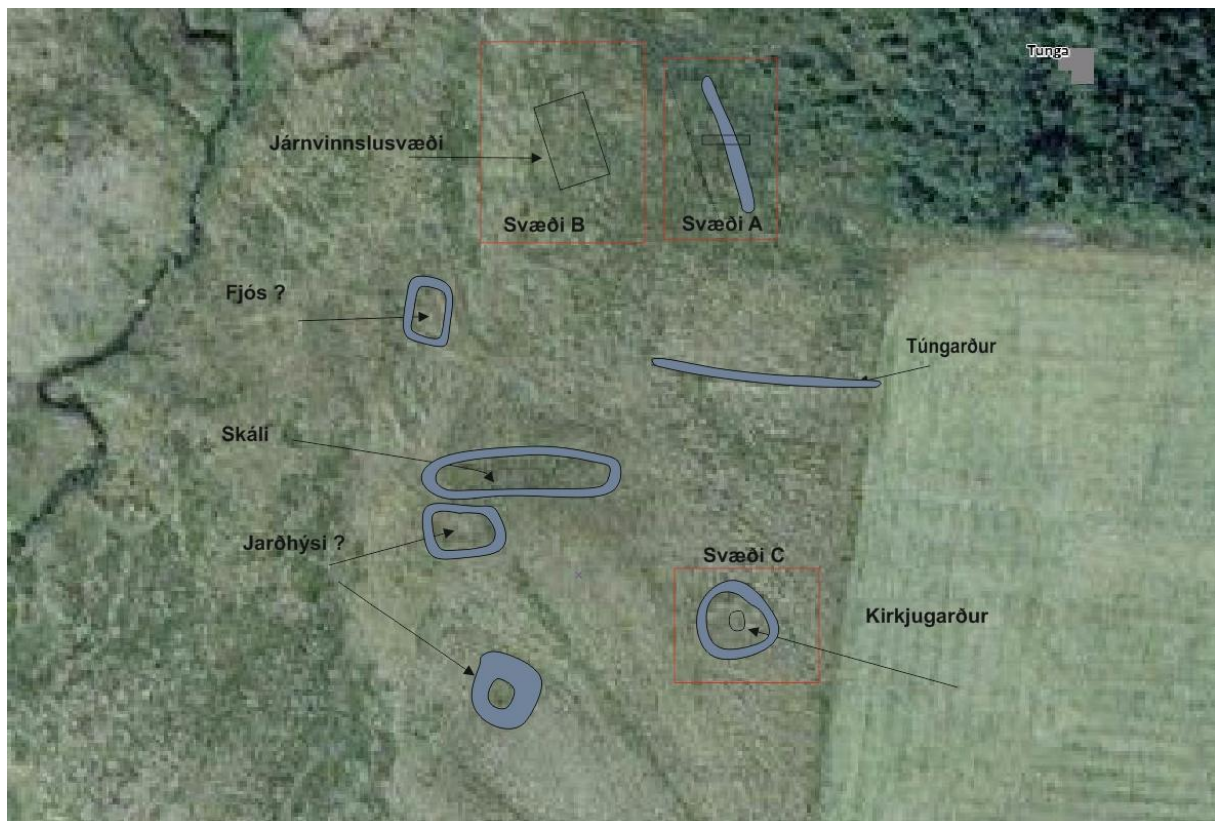 Tunga
Járnvinnslusvæði
Svæði B
Svæði A
Fjós ?
Túngarður
Skáli
Jarðhýsi ?
Svæði C
Kirkjugarður